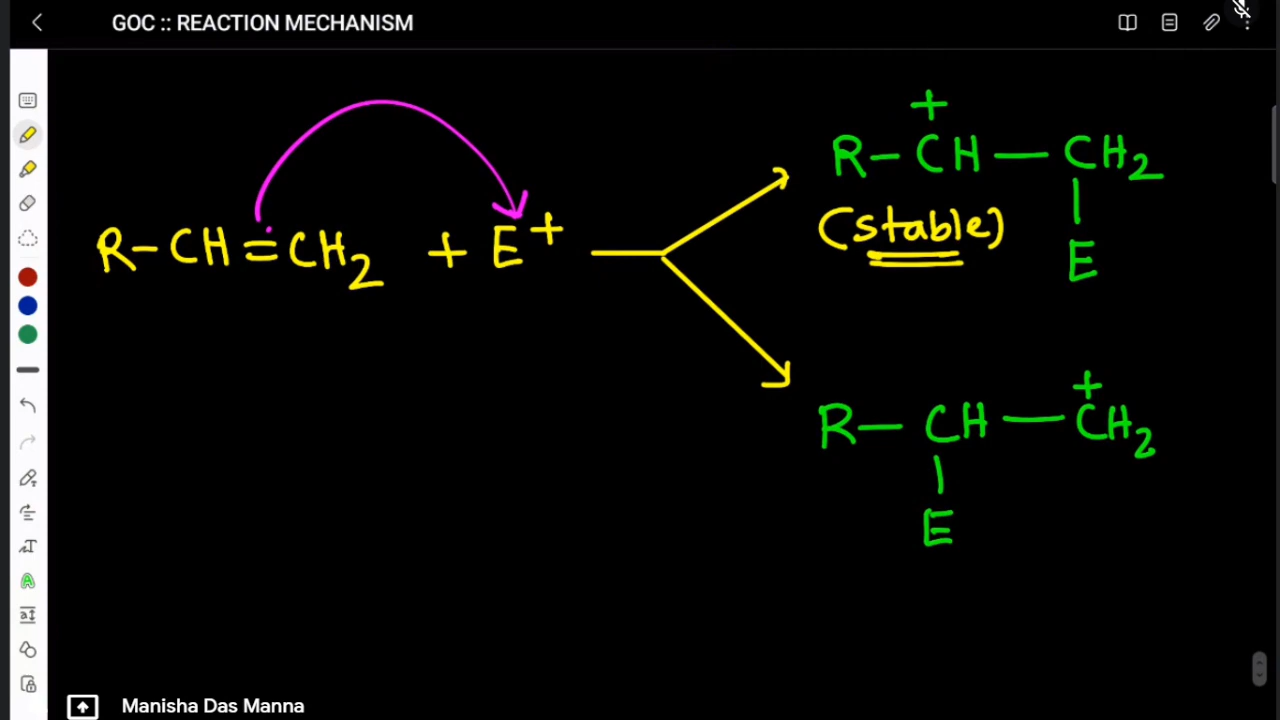 GOC :: REACTION MECHANISM
R-CH=CH2 + E+
+
R-CH-CH2
(stable)
E
+
R-CH-CH2
E
Manisha Das Manna